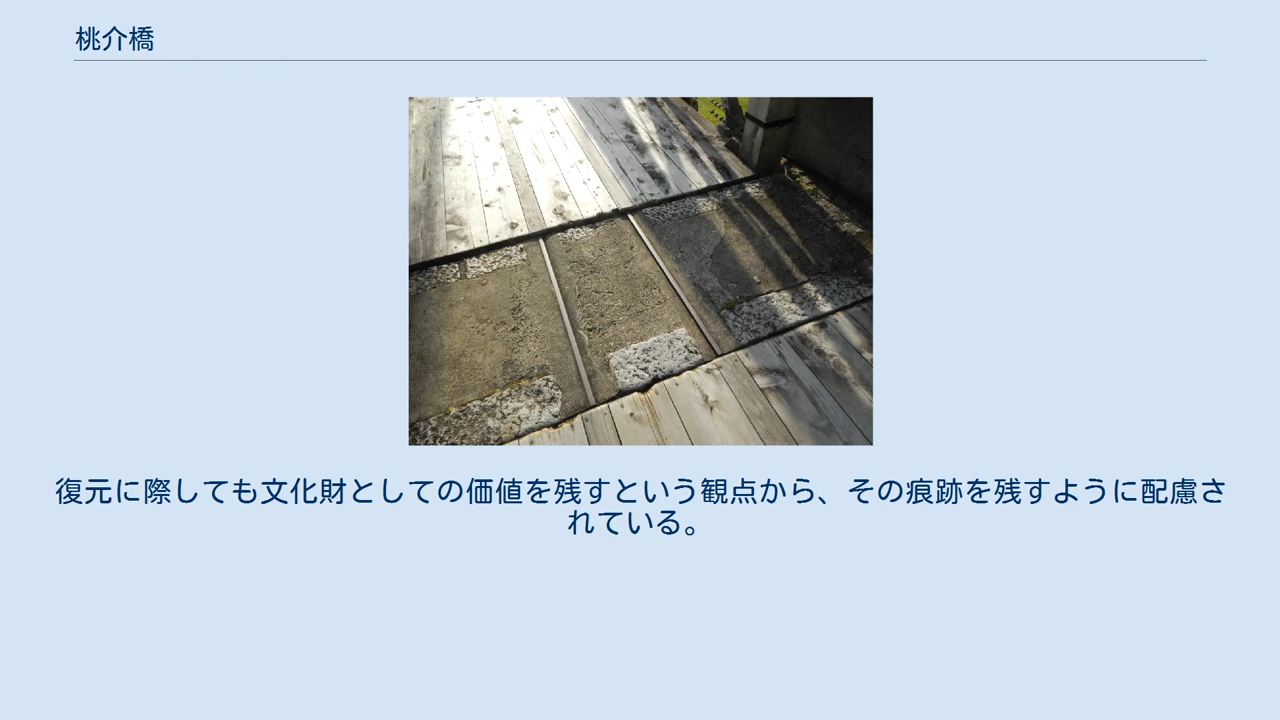 桃介橋
復元に際しても文化財としての価値を残すという観点から、その痕跡を残すように配慮さ
れている。